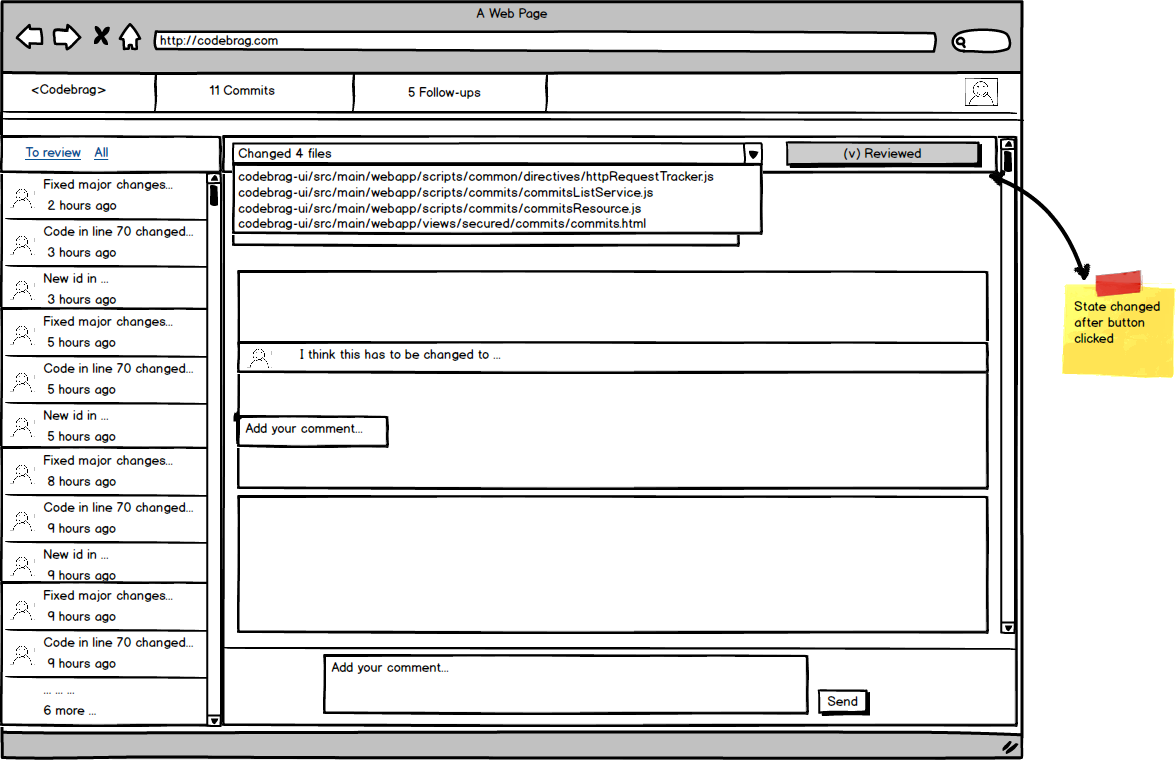 A Web Page
http://codebrag.com
<Codebrag>
11 Commits
5 Follow-ups
To review All
Fixed major changes...
2 hours ago
Code in line 70 changed...
3 hours ago
New id in ...
3 hours ago
Fixed major changes...
5 hours ago
Code in line 70 changed...
5 hours ago
New id in ...
5 hours ago
Fixed major changes...
8 hours ago
Code in line 70 changed...
9 hours ago
New id in ...
9 hours ago
Fixed major changes...
9 hours ago
Code in line 70 changed...
9 hours ago
... ... ...
6 more ...
Changed 4 files
(v) Reviewed
codebrag-ui/src/main/webapp/scripts/common/directives/httpRequestTracker.js
codebrag-ui/src/main/webapp/scripts/commits/commitsListService.js
codebrag-ui/src/main/webapp/scripts/commits/commitsResource.js
codebrag-ui/src/main/webapp/views/secured/commits/commits.html
I think this has to be changed to ...
Add your comment...
Add your comment...
Send
State changed
after button
clicked